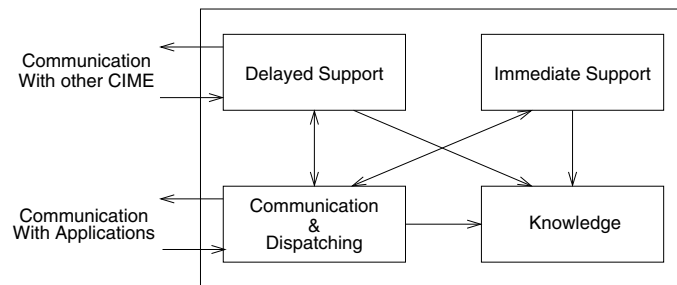 Communication
With other CIME
Delayed Support
Immediate Support
Communication
With Applications
Communication
&
Dispatching
Knowledge